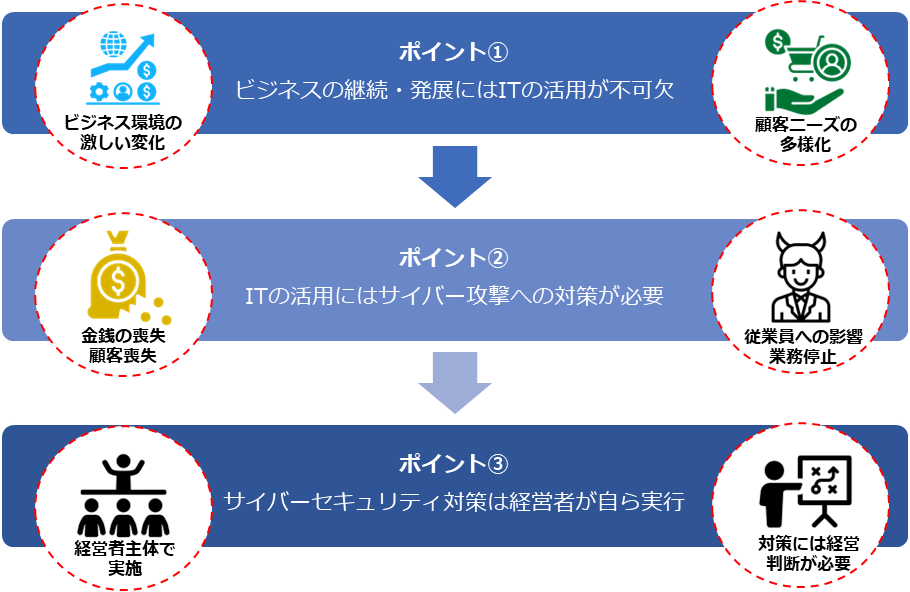 ポイント①
ビジネスの継続・発展にはITの活用が不可欠
ビジネス環境の
激しい変化
顧客ニーズの
多様化
ポイント②
ITの活用にはサイバー攻撃への対策が必要
金銭の喪失
顧客喪失
従業員への影響
業務停止
ポイント③
サイバーセキュリティ対策は経営者が自ら実行
経営者主体で
実施
対策には経営
判断が必要